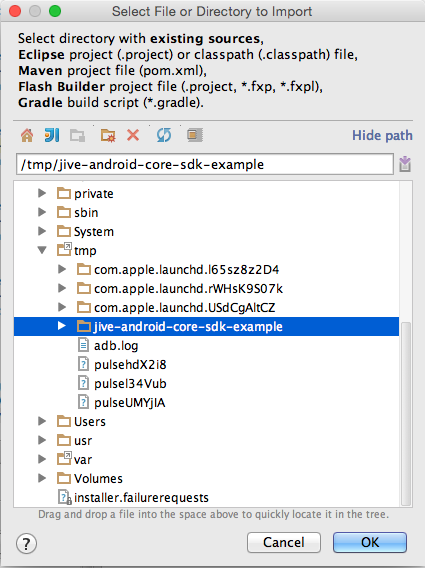 Select File or Directory to Import
Select directory with existing sources,
Eclipse project (.project) or classpath (.classpath) file,
Maven project file (pom.xml),
Flash Builder project file (.project, *.fxp, *.fxpl),
Gradle build script (*.gradle).
Hide path
/tmp/jive-android-core-sdk-example
private
sbin
System
tmp
com.apple.launchd.l65sz8z2D4
com.apple.launchd.rWHsK9S07k
com.apple.launchd.USdCgAltCZ
jive-android-core-sdk-example
adb.log
pulsehdX2i8
pulsel34Vub
pulseUMYjIA
Users
usr
var
Volumes
installer.failurerequests
Drag and drop a file into the space above to quickly locate it in the tree.
? Cancel OK